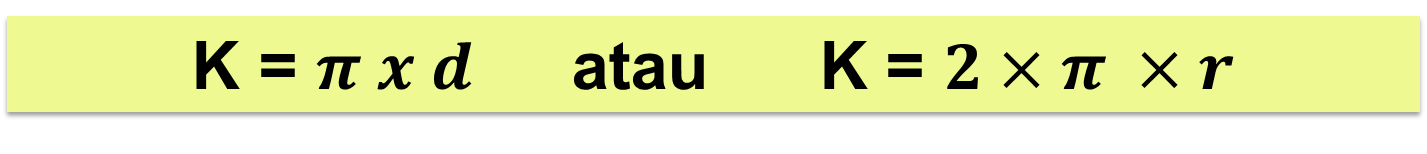 K = π x d atau K = 2 × π × r